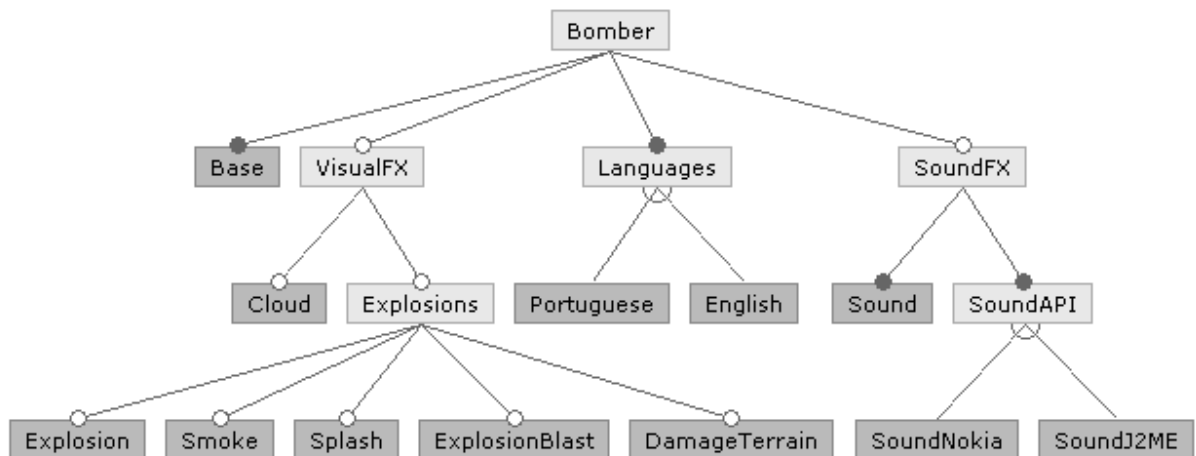 Bomber
Base VisualFX Languages SoundFX
Cloud Explosions Portuguese English Sound SoundAPI
Explosion Smoke Splash ExplosionBlast DamageTerrain SoundNokia SoundJ2ME